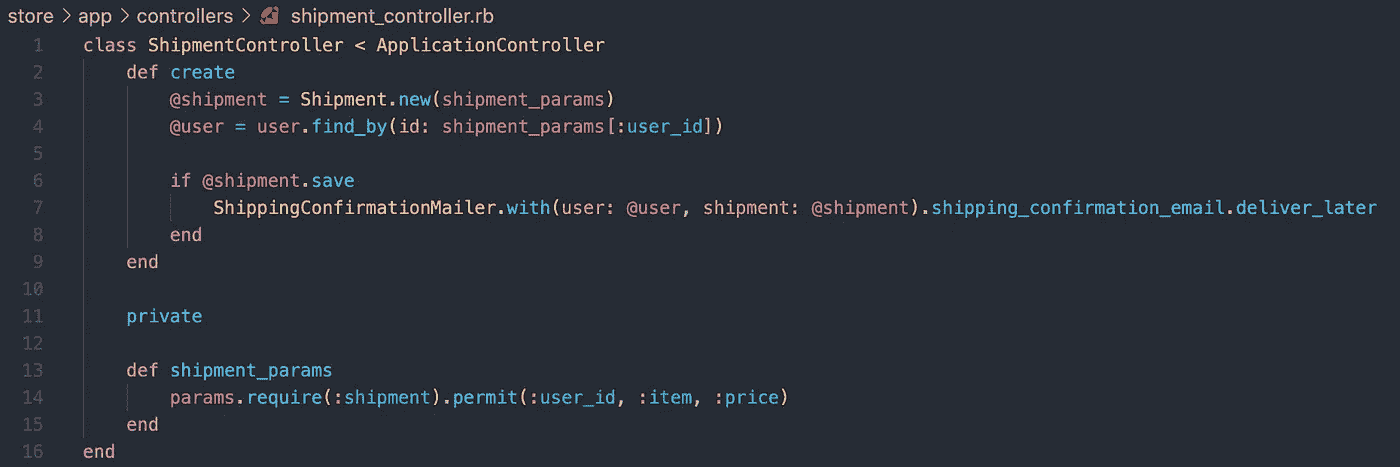 store > app > controllers > shipment_controller.rb
1 class ShipmentController < ApplicationController
2     def create
3         @shipment = Shipment.new(shipment_params)
4         @user = user.find_by(id: shipment_params[:user_id])
5
6         if @shipment.save
7             ShippingConfirmationMailer.with(user: @user, shipment: @shipment).shipping_confirmation_email.deliver_later
8         end
9     end
10
11     private
12
13     def shipment_params
14         params.require(:shipment).permit(:user_id, :item, :price)
15     end
16 end